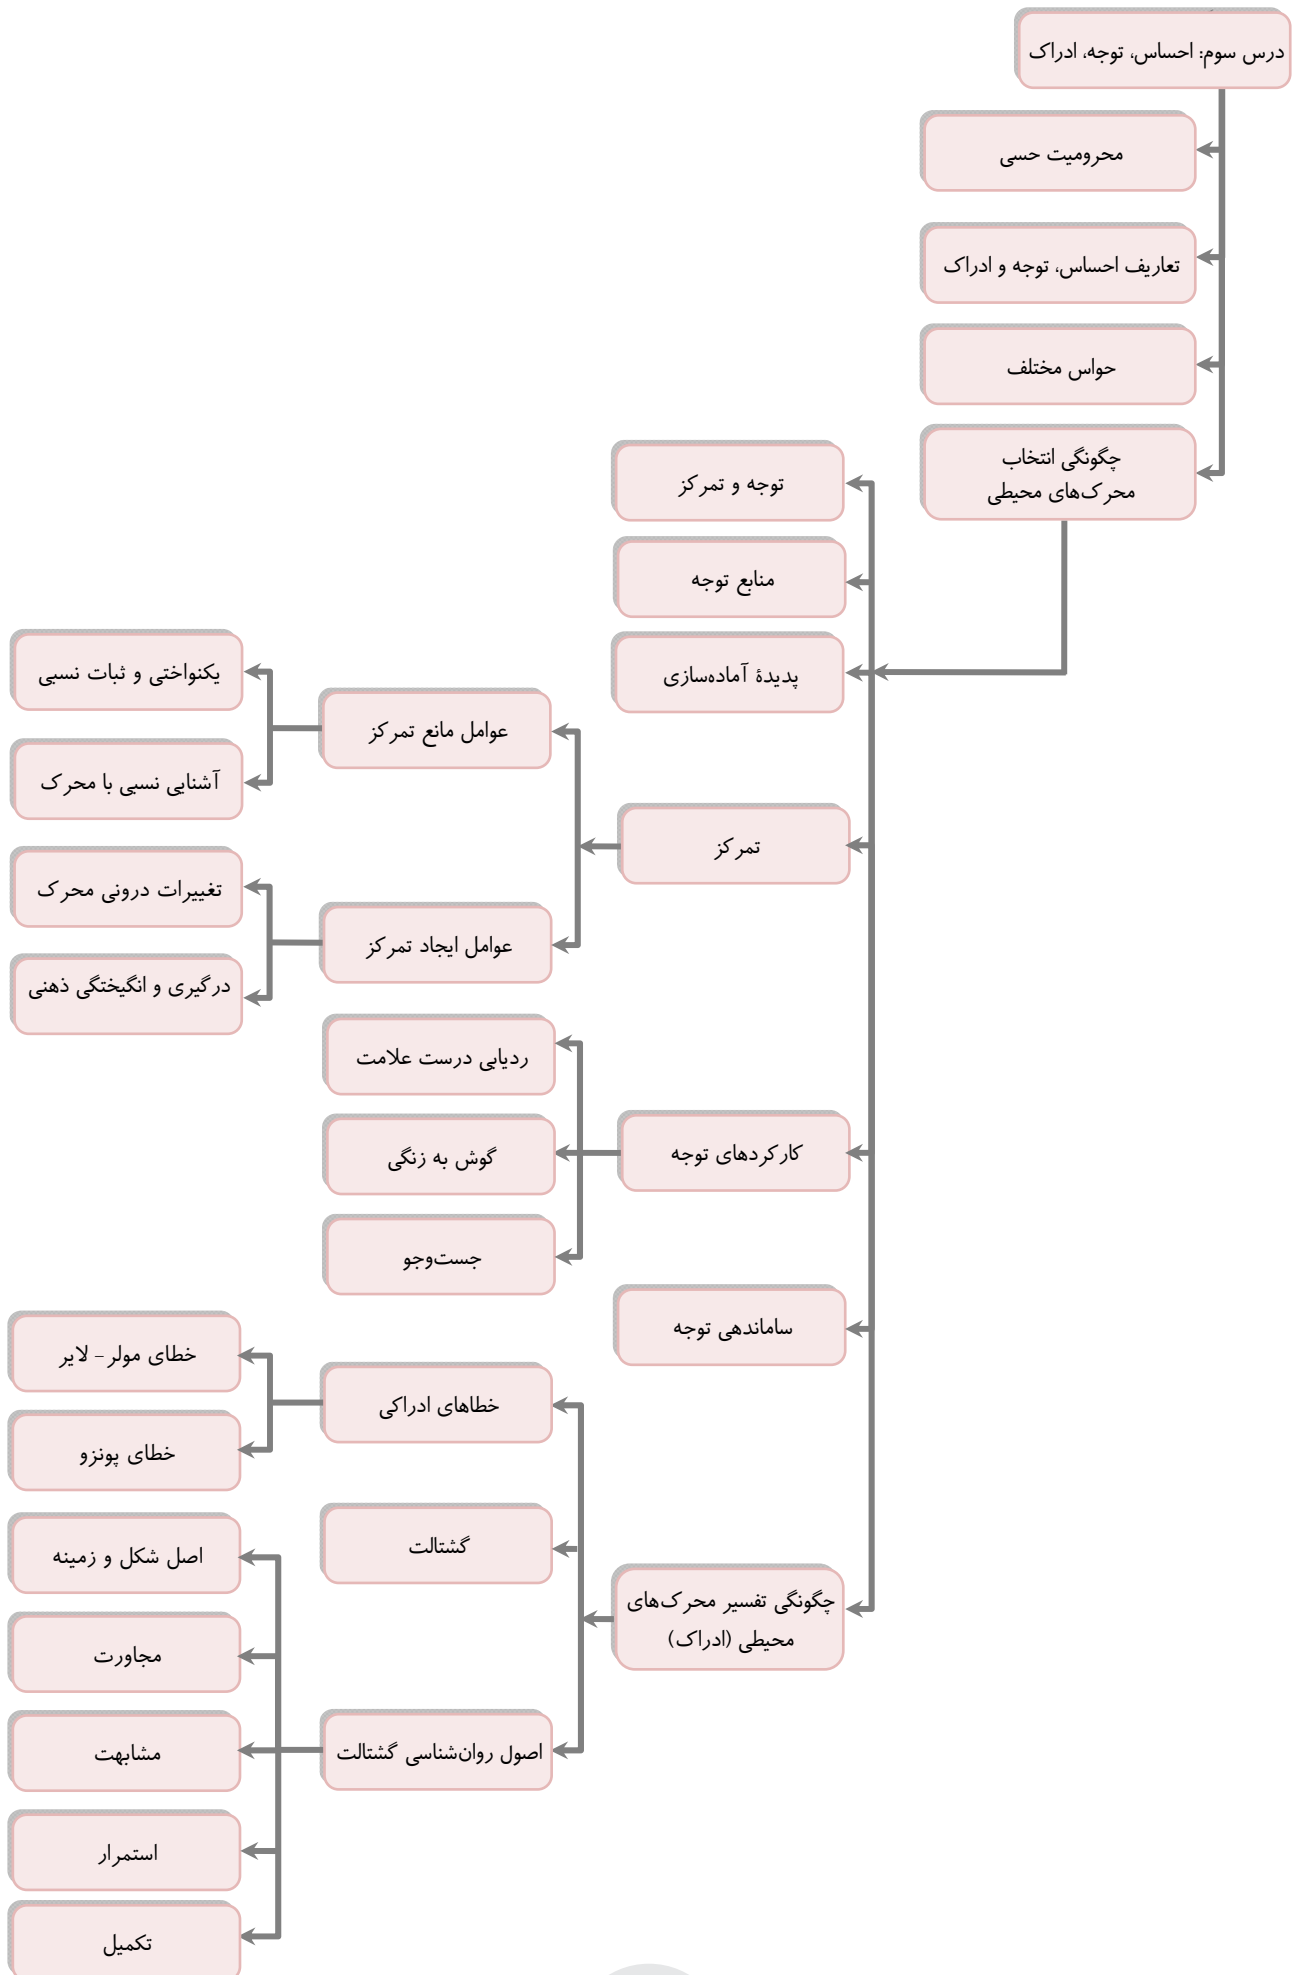 درس سوم: احساس، توجه، ادراک
محرومیت حسی
تعاریف احساس، توجه و ادراک
حواس مختلف
چگونگی انتخاب
محرک‌های محیطی
توجه و تمرکز
منابع توجه
پدیدهٔ آماده‌سازی
تمرکز
عوامل مانع تمرکز
یکنواختی و ثبات نسبی
آشنایی نسبی با محرک
عوامل ایجاد تمرکز
تغییرات درونی محرک
درگیری و انگیختگی ذهنی
کارکردهای توجه
ردیابی درست علامت
گوش به زنگی
جست‌وجو
ساماندهی توجه
چگونگی تفسیر محرک‌های
محیطی (ادراک)
خطاهای ادراکی
خطای مولر – لایر
خطای پونزو
گشتالت
اصول روان‌شناسی گشتالت
اصل شکل و زمینه
مجاورت
مشابهت
استمرار
تکمیل